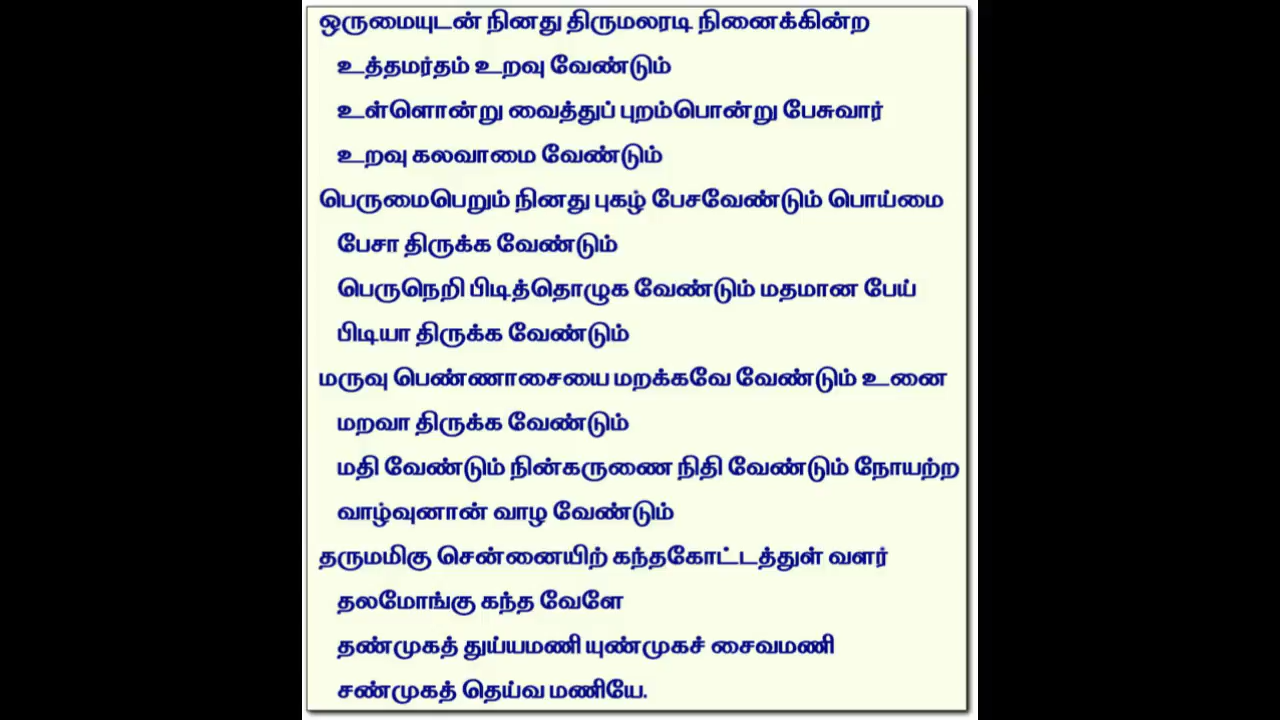 ஒருமையுடன் நினது திருமலரடி நினைக்கின்ற
உத்தமர்தம் உறவு வேண்டும்
உள்ளொன்று வைத்துப் புறம்பொன்று பேசுவார்
உறவு கலவாமை வேண்டும்
பெருமைபெறும் நினது புகழ் பேசவேண்டும் பொய்மை
பேசா திருக்க வேண்டும்
பெருநெறி பிடித்தொழுக வேண்டும் மதமான பேய்
பிடியா திருக்க வேண்டும்
மருவு பெண்ணாசையை மறக்கவே வேண்டும் உனை
மறவா திருக்க வேண்டும்
மதி வேண்டும் நின்கருணை நிதி வேண்டும் நோயற்ற
வாழ்வுனான் வாழ வேண்டும்
தருமமிகு சென்னையிற் கந்தகோட்டத்துள் வளர்
தலமோங்கு கந்த வேளே
தண்முகத் துய்யமணி யுண்முகச் சைவமணி
சண்முகத் தெய்வ மணியே.